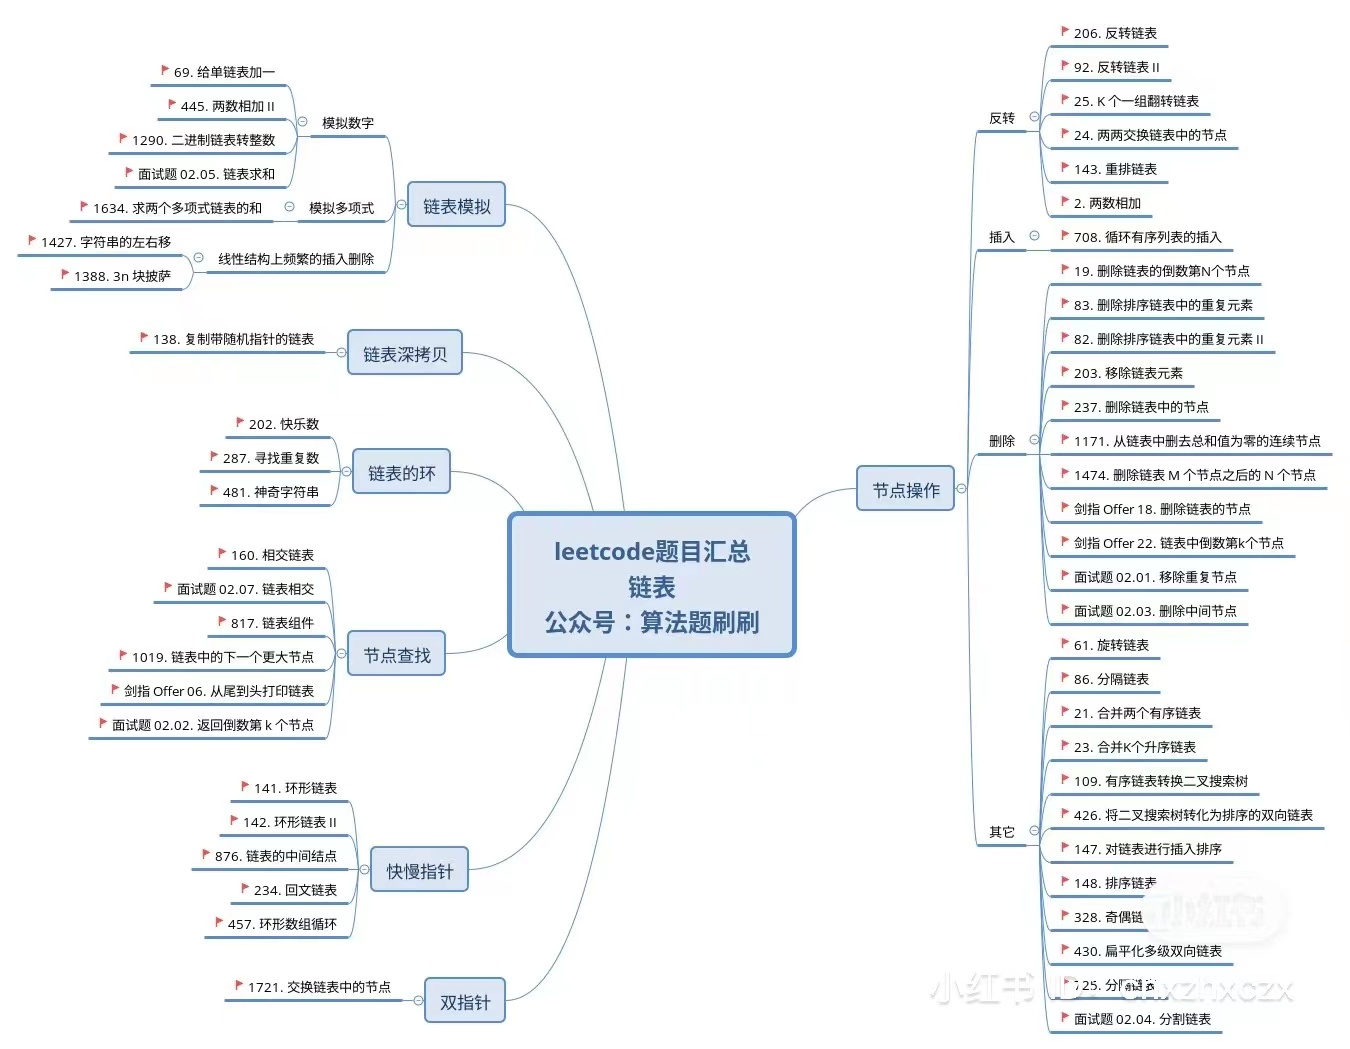 leetcode题目汇总
链表
公众号：算法题刷刷
链表模拟
模拟数字
69. 给单链表加一
445. 两数相加 II
1290. 二进制链表转整数
面试题 02.05. 链表求和
模拟多项式
1634. 求两个多项式链表的和
线性结构上频繁的插入删除
1427. 字符串的左右移
1388. 3n 块披萨
链表深拷贝
138. 复制带随机指针的链表
链表的环
202. 快乐数
287. 寻找重复数
481. 神奇字符串
节点查找
160. 相交链表
面试题 02.07. 链表相交
817. 链表组件
1019. 链表中的下一个更大节点
剑指 Offer 06. 从尾到头打印链表
面试题 02.02. 返回倒数第 k 个节点
快慢指针
141. 环形链表
142. 环形链表 II
876. 链表的中间结点
234. 回文链表
457. 环形数组循环
双指针
1721. 交换链表中的节点
节点操作
反转
206. 反转链表
92. 反转链表 II
25. K 个一组翻转链表
24. 两两交换链表中的节点
143. 重排链表
2. 两数相加
插入
708. 循环有序列表的插入
删除
19. 删除链表的倒数第N个节点
83. 删除排序链表中的重复元素
82. 删除排序链表中的重复元素 II
203. 移除链表元素
237. 删除链表中的节点
1171. 从链表中删去总和值为零的连续节点
1474. 删除链表 M 个节点之后的 N 个节点
剑指 Offer 18. 删除链表的节点
剑指 Offer 22. 链表中倒数第k个节点
面试题 02.01. 移除重复节点
面试题 02.03. 删除中间节点
其它
61. 旋转链表
86. 分隔链表
21. 合并两个有序链表
23. 合并K个升序链表
109. 有序链表转换二叉搜索树
426. 将二叉搜索树转化为排序的双向链表
147. 对链表进行插入排序
148. 排序链表
328. 奇偶链
430. 扁平化多级双向链表
725. 分隔链表
面试题 02.04. 分割链表
小红书 ID: